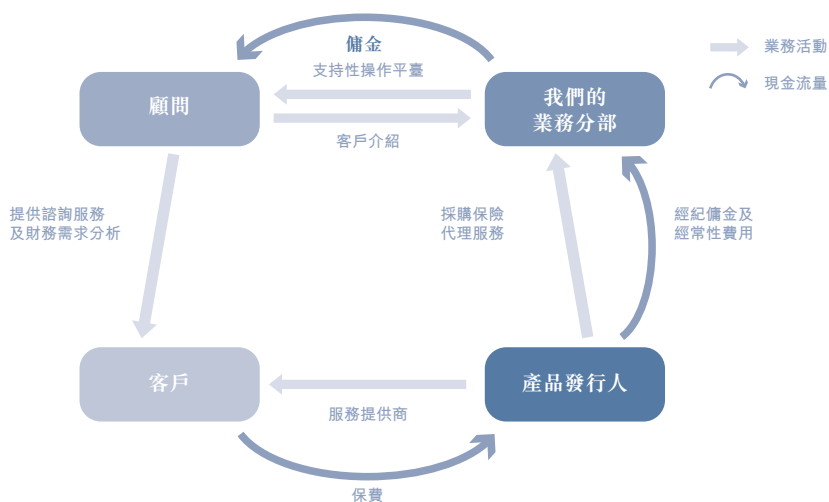 傭金
支持性操作平臺
顧問
我們的
業務分部
客戶介紹
業務活動
現金流量
提供諮詢服務
及財務需求分析
採購保險
代理服務
經紀傭金及
經常性費用
客戶
產品發行人
服務提供商
保費